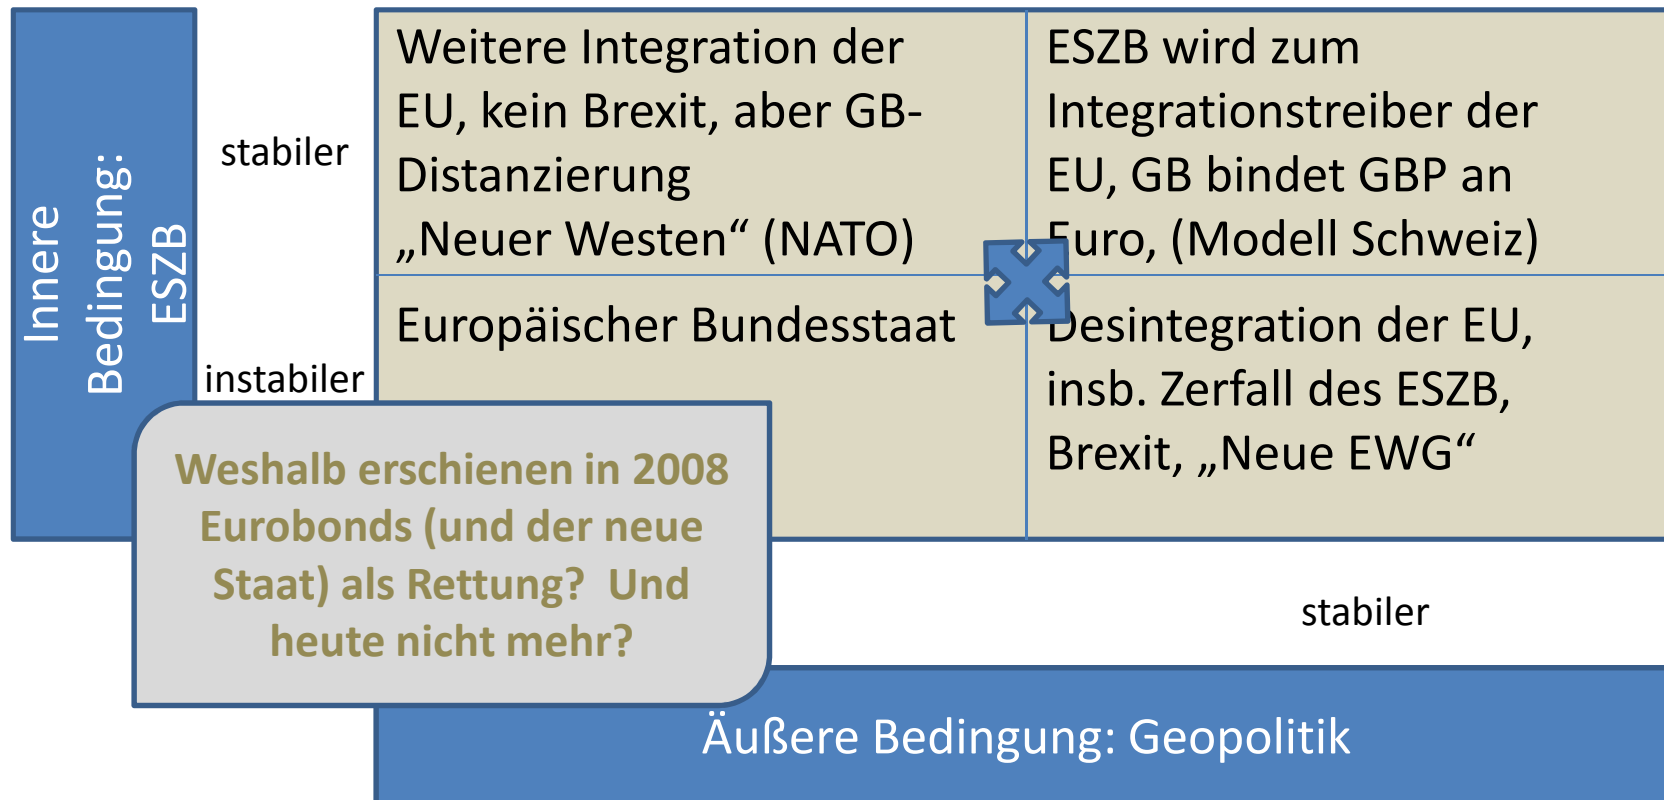 Innere
Bedingung:
ESZB
stabiler
Weitere Integration der
EU, kein Brexit, aber GB-
Distanzierung
„Neuer Westen“ (NATO)
ESZB wird zum
Integrationstreiber der
EU, GB bindet GBP an
Euro, (Modell Schweiz)
instabiler
Europäischer Bundesstaat
Desintegration der EU,
insb. Zerfall des ESZB,
Brexit, „Neue EWG“
Weshalb erschienen in 2008
Eurobonds (und der neue
Staat) als Rettung?  Und
heute nicht mehr?
stabiler
Äußere Bedingung: Geopolitik